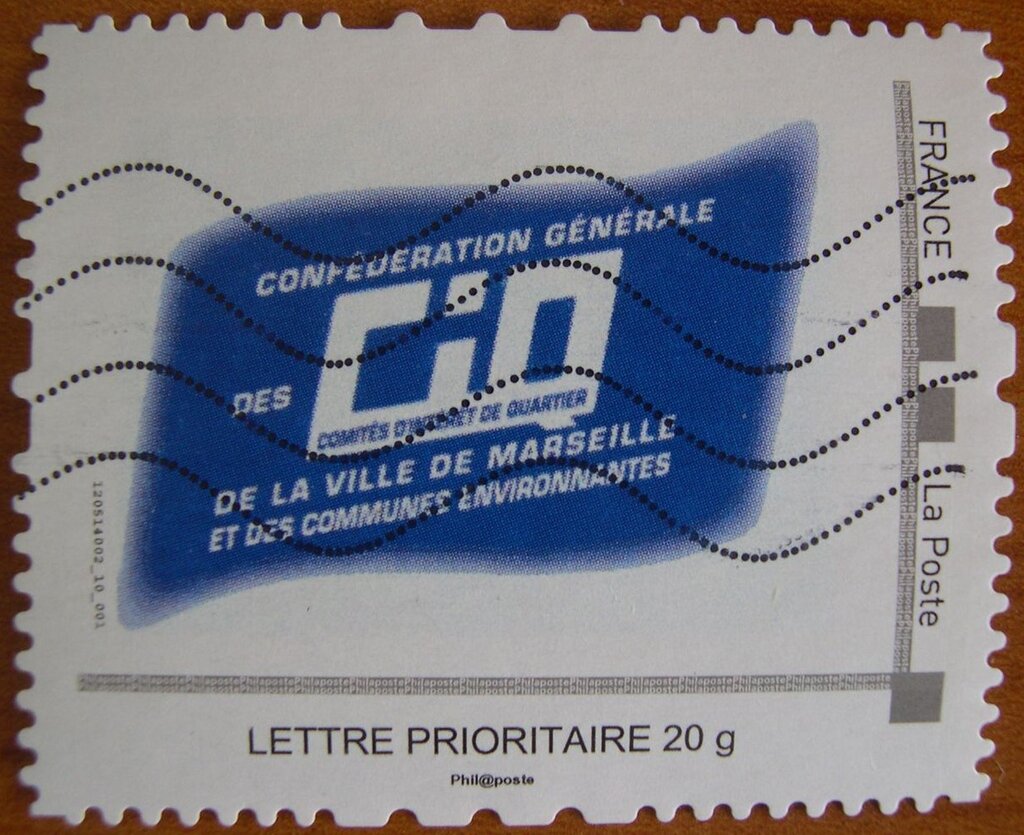 CONFÉDÉRATION GÉNÉRALE
DES CiQ
COMITÉS D'INTÉRÊT DE QUARTIER
DE LA VILLE DE MARSEILLE
ET DES COMMUNES ENVIRONNANTES
120514002_10_001
FRANCE
La Poste
LETTRE PRIORITAIRE 20 g
Phil@poste